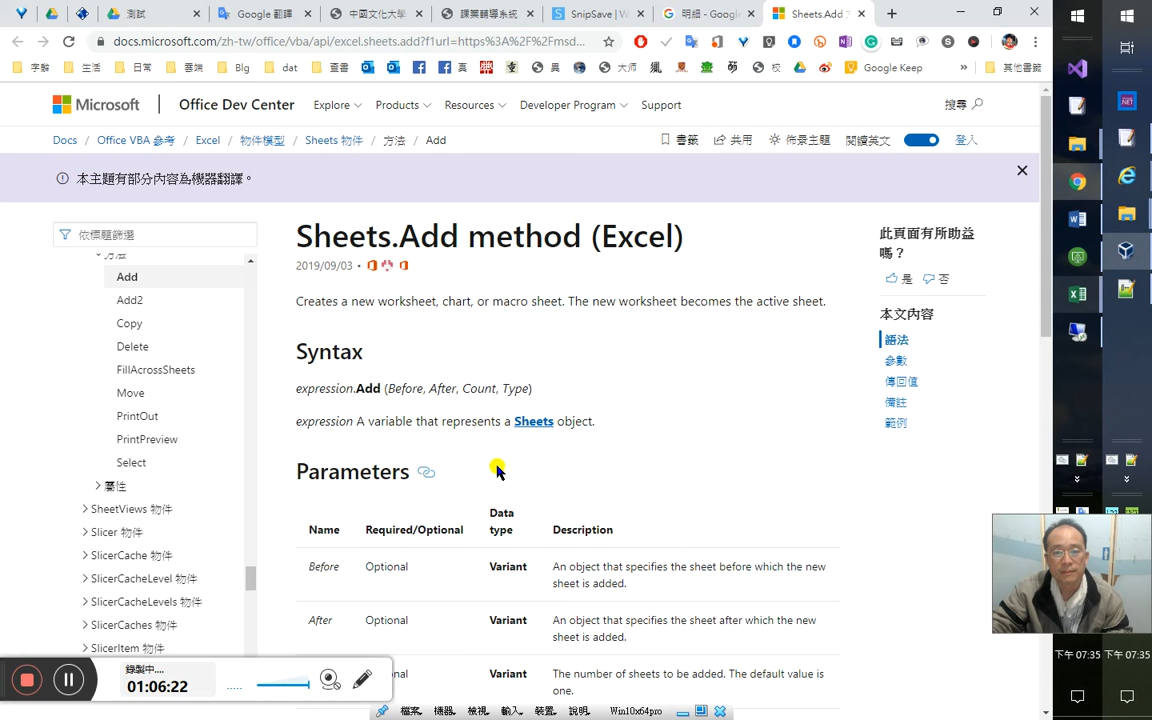 測試
Google 翻譯
中國文化大學
課業輔導系統
SnipSave | W
明細 - Googl
Sheets.Add
docs.microsoft.com/zh-tw/office/vba/api/excel.sheets.add?f1url=https%3A%2F%2Fmsd...
字辭
生活
日常
雲端
Blg
dat
查書
真
異
大师
校
Google Keep
»
其他書籤
Microsoft
Office Dev Center
Explore
Products
Resources
Developer Program
Support
搜尋
Docs / Office VBA 參考 / Excel / 物件模型 / Sheets 物件 / 方法 / Add
書籤
共用
佈景主題
閱讀英文
登入
本主題有部分內容為機器翻譯。
依標題篩選
方法
Add
Add2
Copy
Delete
FillAcrossSheets
Move
PrintOut
PrintPreview
Select
屬性
SheetViews 物件
Slicer 物件
SlicerCache 物件
SlicerCacheLevel 物件
SlicerCacheLevels 物件
SlicerCaches 物件
SlicerItem 物件
Sheets.Add method (Excel)
2019/09/03 •
Creates a new worksheet, chart, or macro sheet. The new worksheet becomes the active sheet.
Syntax
expression.Add (Before, After, Count, Type)
expression A variable that represents a Sheets object.
Parameters
Name Required/Optional Data type Description
Before Optional Variant An object that specifies the sheet before which the new
sheet is added.
After Optional Variant An object that specifies the sheet after which the new
sheet is added.
Optional Variant The number of sheets to be added. The default value is
one.
此頁面有所助益
嗎？
是
否
本文內容
語法
參數
傳回值
備註
範例
錄製中....
01:06:22
檔案
機器
檢視
輸入
裝置
說明
Win10x64pro
下午 07:35
下午 07:35